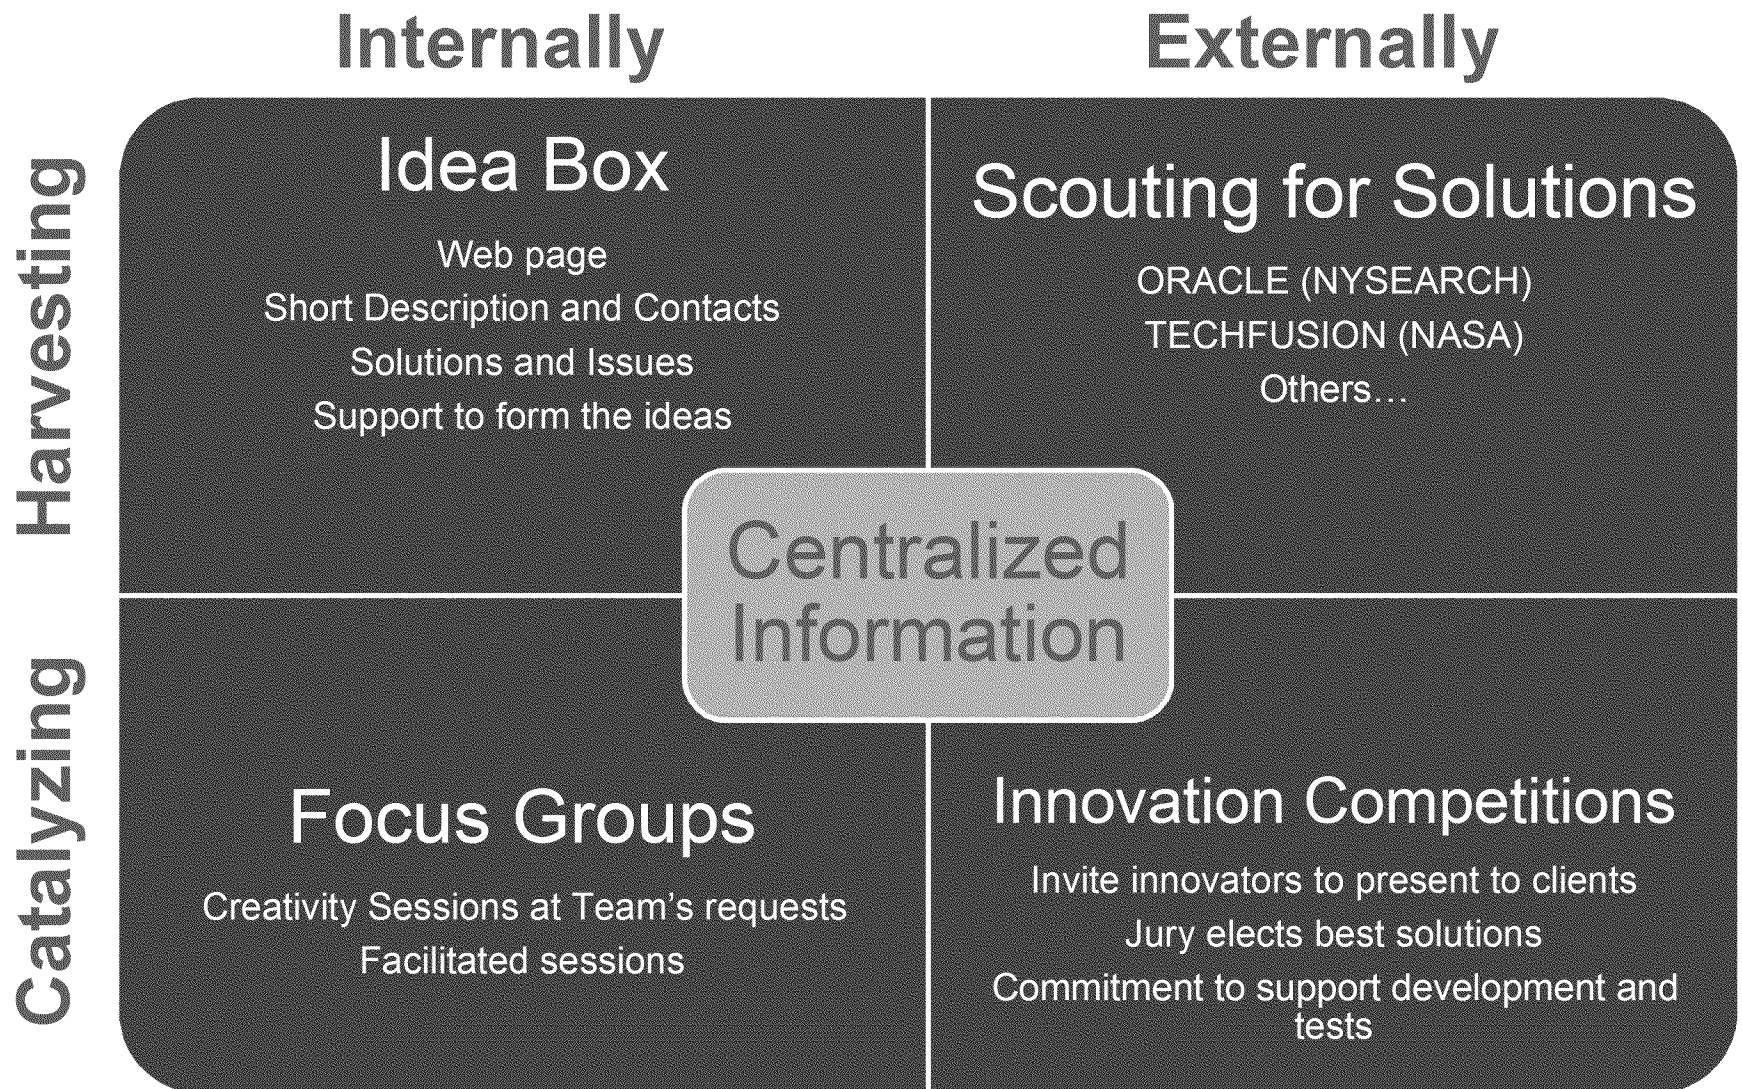 Internally
Externally
Harvesting
Idea Box
Web page
Short Description and Contacts
Solutions and Issues
Support to form the ideas
Scouting for Solutions
ORACLE (NYSEARCH)
TECHFUSION (NASA)
Others…
Centralized
Information
Catalyzing
Focus Groups
Creativity Sessions at Team’s requests
Facilitated sessions
Innovation Competitions
Invite innovators to present to clients
Jury elects best solutions
Commitment to support development and
tests